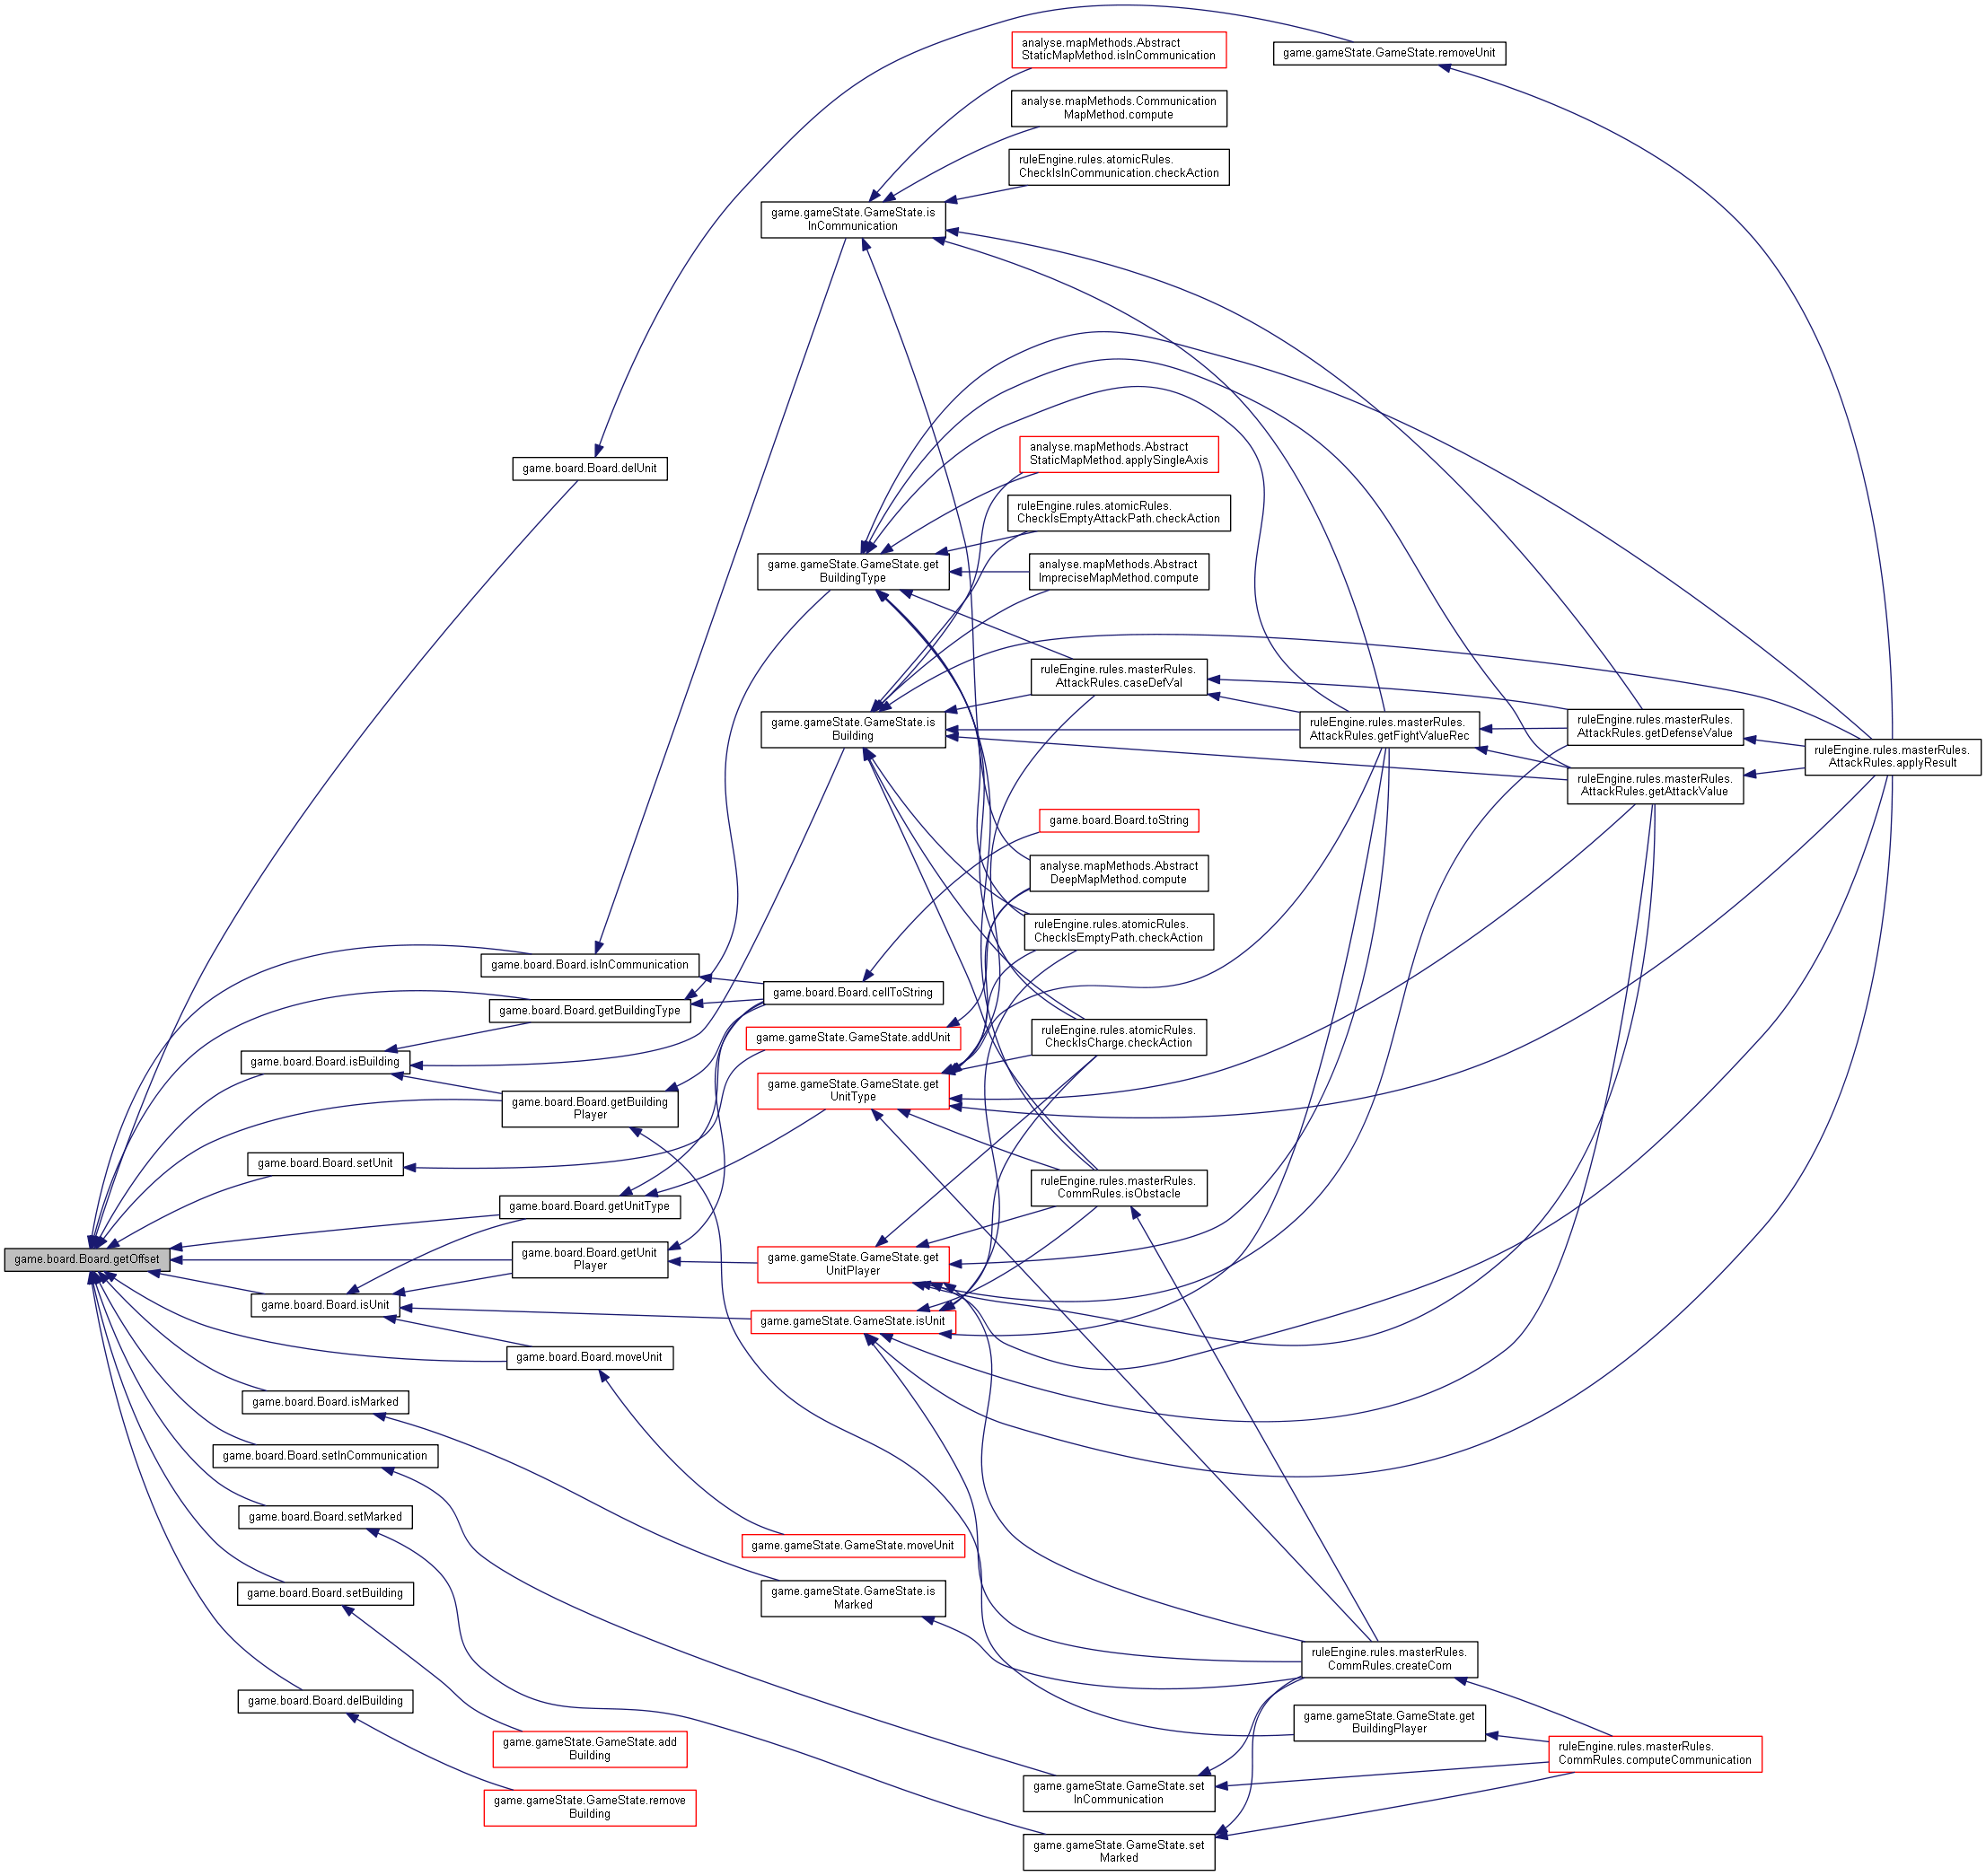 game.gameState.GameState.removeUnit
analyse.mapMethods.Abstract
StaticMapMethod.isInCommunication
analyse.mapMethods.Communication
MapMethod.compute
ruleEngine.rules.atomicRules.
CheckIsInCommunication.checkAction
game.gameState.GameState.is
InCommunication
analyse.mapMethods.Abstract
StaticMapMethod.applySingleAxis
game.board.Board.delUnit
ruleEngine.rules.atomicRules.
CheckIsEmptyAttackPath.checkAction
game.gameState.GameState.get
BuildingType
analyse.mapMethods.Abstract
ImpreciseMapMethod.compute
ruleEngine.rules.masterRules.
AttackRules.caseDefVal
game.gameState.GameState.is
Building
ruleEngine.rules.masterRules.
AttackRules.getFightValueRec
ruleEngine.rules.masterRules.
AttackRules.getDefenseValue
ruleEngine.rules.masterRules.
AttackRules.applyResult
ruleEngine.rules.masterRules.
AttackRules.getAttackValue
game.board.Board.toString
analyse.mapMethods.Abstract
DeepMapMethod.compute
ruleEngine.rules.atomicRules.
CheckIsEmptyPath.checkAction
game.board.Board.isInCommunication
game.board.Board.cellToString
game.board.Board.getBuildingType
game.gameState.GameState.addUnit
ruleEngine.rules.atomicRules.
CheckIsCharge.checkAction
game.board.Board.isBuilding
game.gameState.GameState.get
UnitType
game.board.Board.getBuilding
Player
game.board.Board.setUnit
ruleEngine.rules.masterRules.
CommRules.isObstacle
game.board.Board.getUnitType
game.board.Board.getOffset
game.board.Board.getUnit
Player
game.gameState.GameState.get
UnitPlayer
game.board.Board.isUnit
game.gameState.GameState.isUnit
game.board.Board.moveUnit
game.board.Board.isMarked
game.board.Board.setInCommunication
game.board.Board.setMarked
game.gameState.GameState.moveUnit
game.board.Board.setBuilding
game.gameState.GameState.is
Marked
ruleEngine.rules.masterRules.
CommRules.createCom
game.board.Board.delBuilding
game.gameState.GameState.get
BuildingPlayer
game.gameState.GameState.add
Building
ruleEngine.rules.masterRules.
CommRules.computeCommunication
game.gameState.GameState.set
InCommunication
game.gameState.GameState.remove
Building
game.gameState.GameState.set
Marked